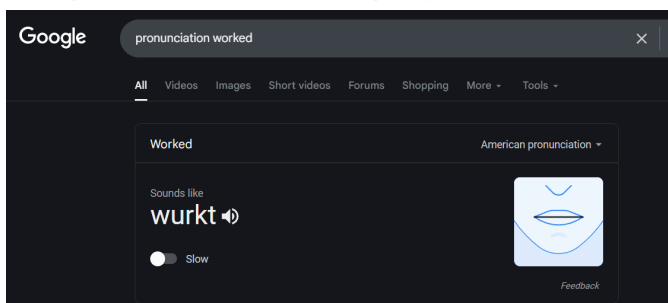 Google pronunciation worked
All Videos Images Short videos Forums Shopping More Tools
Worked American pronunciation
Sounds like
wurkt
Slow
Feedback